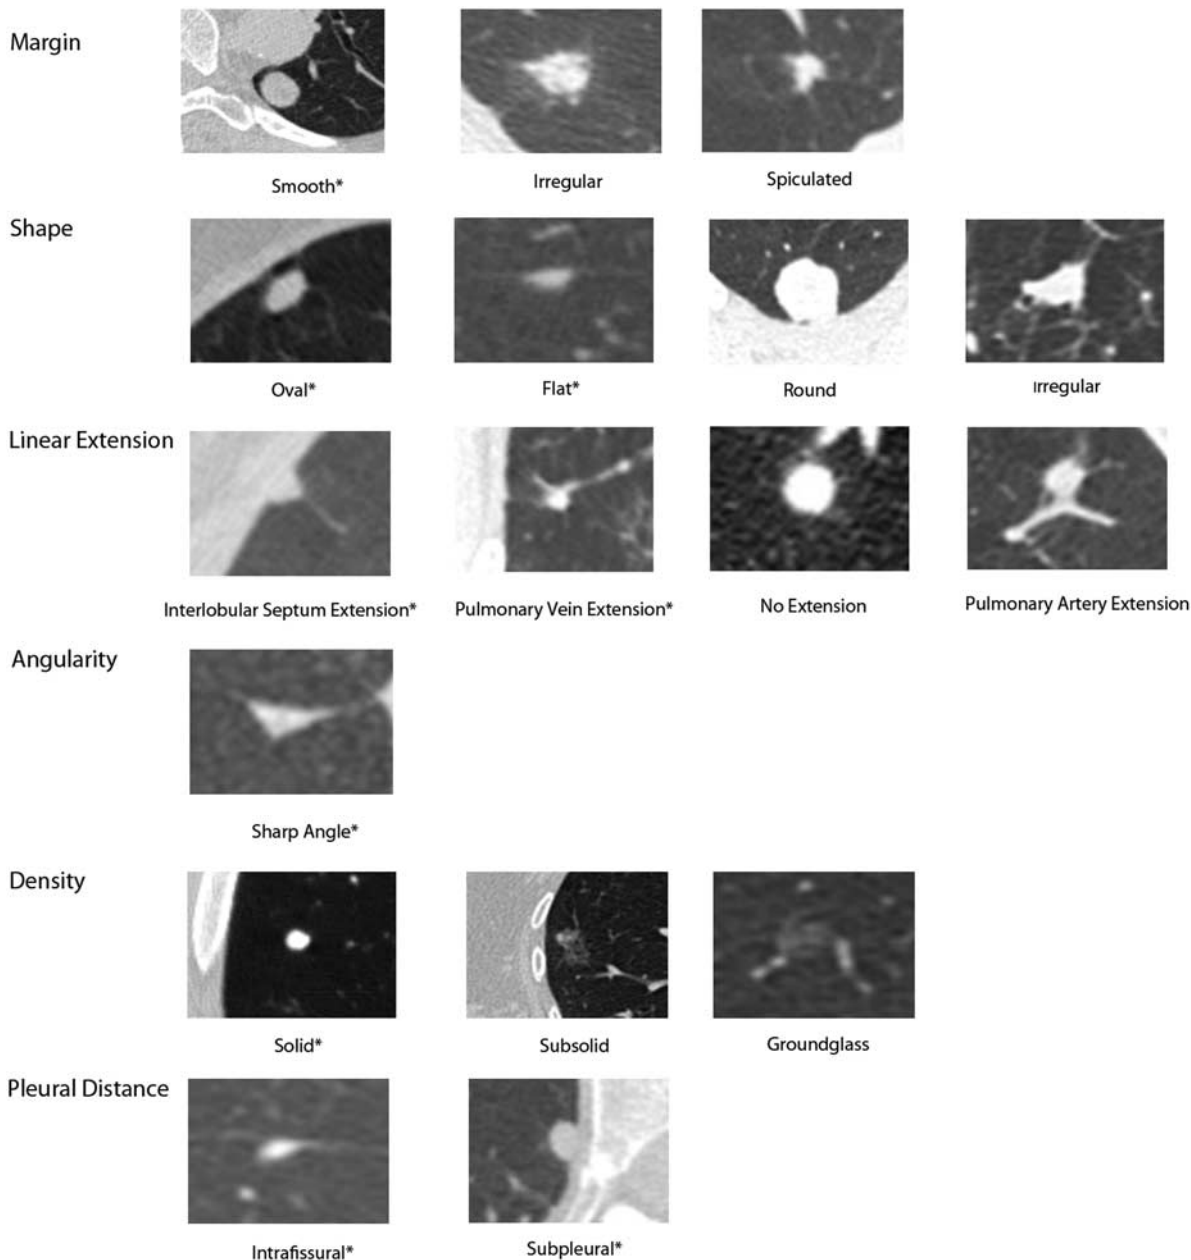 Margin
Smooth*
Irregular
Spiculated
Shape
Oval*
Flat*
Round
Irregular
Linear Extension
Interlobular Septum Extension*
Pulmonary Vein Extension*
No Extension
Pulmonary Artery Extension
Angularity
Sharp Angle*
Density
Solid*
Subsolid
Groundglass
Pleural Distance
Intrafissural*
Subpleural*